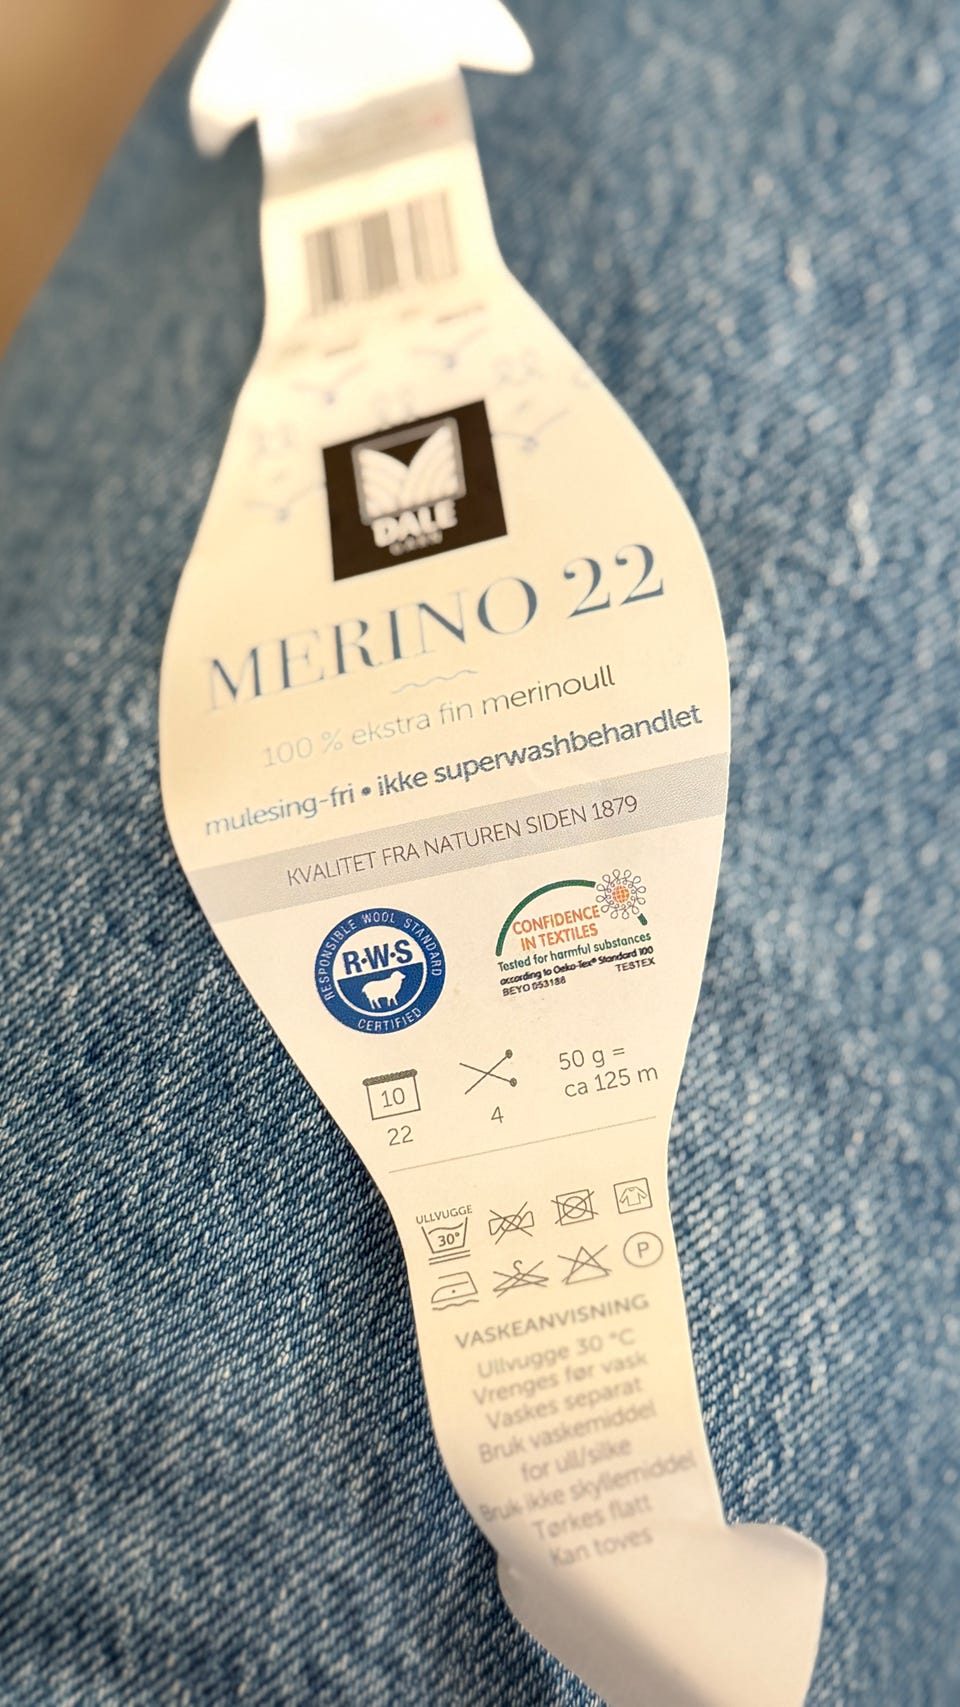 DALE
MERINO 22
100 % ekstra fin merinoull
mulesing-fri • ikke superwashbehandlet
KVALITET FRA NATUREN SIDEN 1879
RESPONSIBLE WOOL STANDARD
R·W·S
CERTIFIED
CONFIDENCE
IN TEXTILES
Tested for harmful substances
according to Oeko-Tex® Standard 100
BEYO 053188 TESTEX
10
22
4
50 g =
ca 125 m
ULLVUGGE
30°
P
VASKEANVISNING
Ullvugge 30 °C
Vrenges før vask
Vaskes separat
Bruk vaskemiddel
for ull/silke
Bruk ikke skyllemiddel
Tørkes flatt
Kan toves